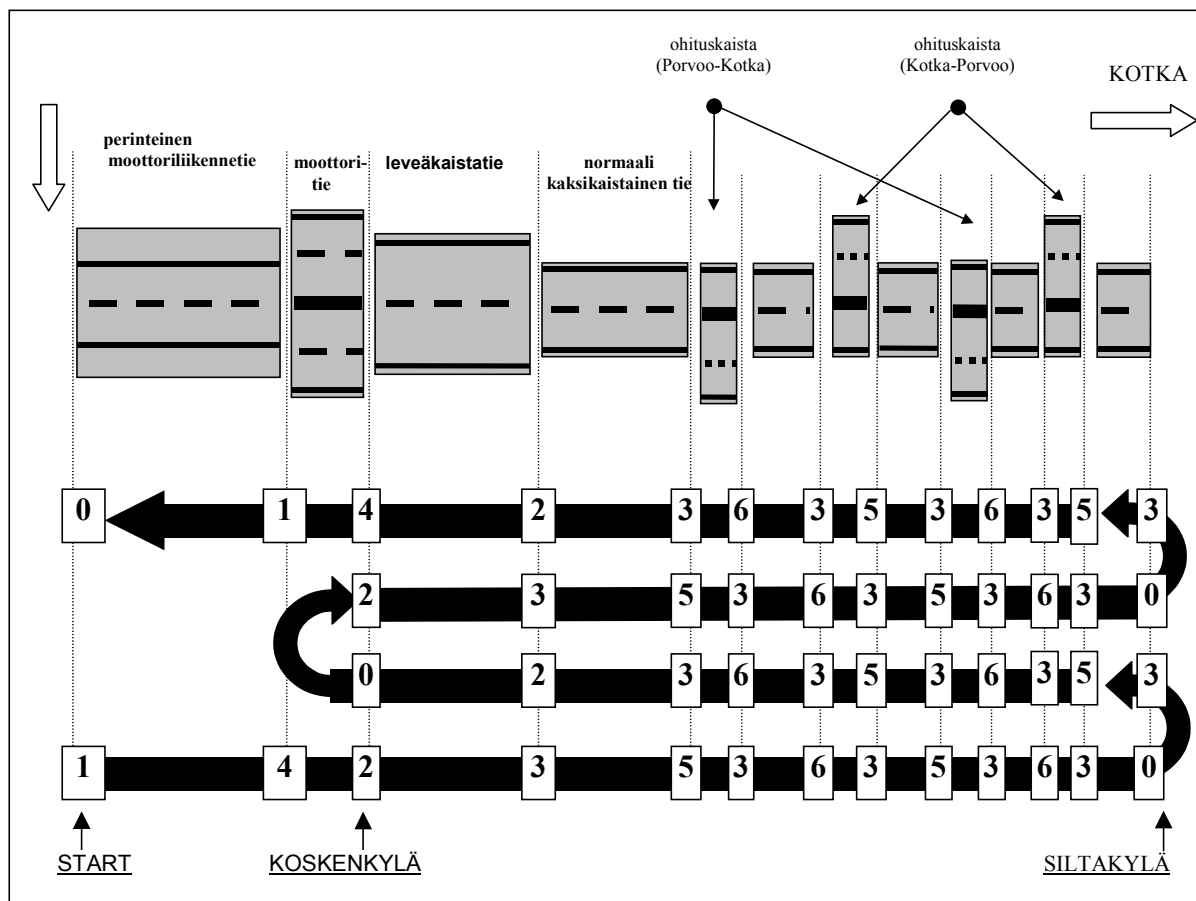 ohituskaista
(Porvoo-Kotka)
ohituskaista
(Kotka-Porvoo)
KOTKA
perinteinen
moottoriliikennetie
moottori-
tie
leveäkaistatie
normaali
kaksikaistainen tie
0 1 4 2 3 6 3 5 3 6 3 5 3
2 3 5 3 6 3 5 3 6 3 0
0 2 3 6 3 5 3 6 3 5 3
1 4 2 3 5 3 6 3 5 3 6 3 0
START
KOSKENKYLÄ
SILTAKYLÄ